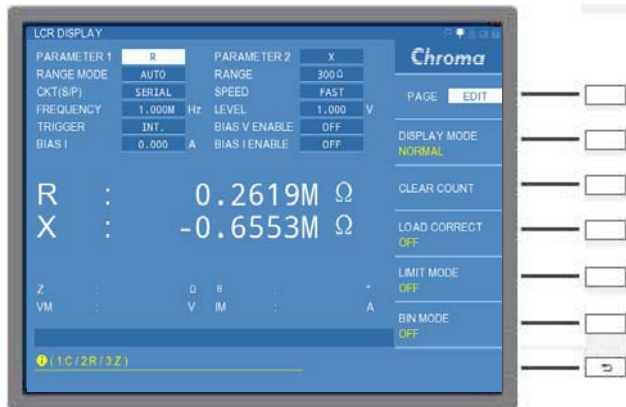 LCR DISPLAY
PARAMETER 1 R PARAMETER 2 X
RANGE MODE AUTO RANGE 300 Ω
CKT(S/P) SERIAL SPEED FAST
FREQUENCY 1.000M Hz LEVEL 1.000 V
TRIGGER INT. BIAS V ENABLE OFF
BIAS I 0.000 A BIAS I ENABLE OFF
R : 0.2619M Ω
X : -0.6553M Ω
Z : Ω θ : °
VM : V IM : A
( 1:C / 2:R / 3:Z )
Chroma
PAGE EDIT
DISPLAY MODE
NORMAL
CLEAR COUNT
LOAD CORRECT
OFF
LIMIT MODE
OFF
BIN MODE
OFF